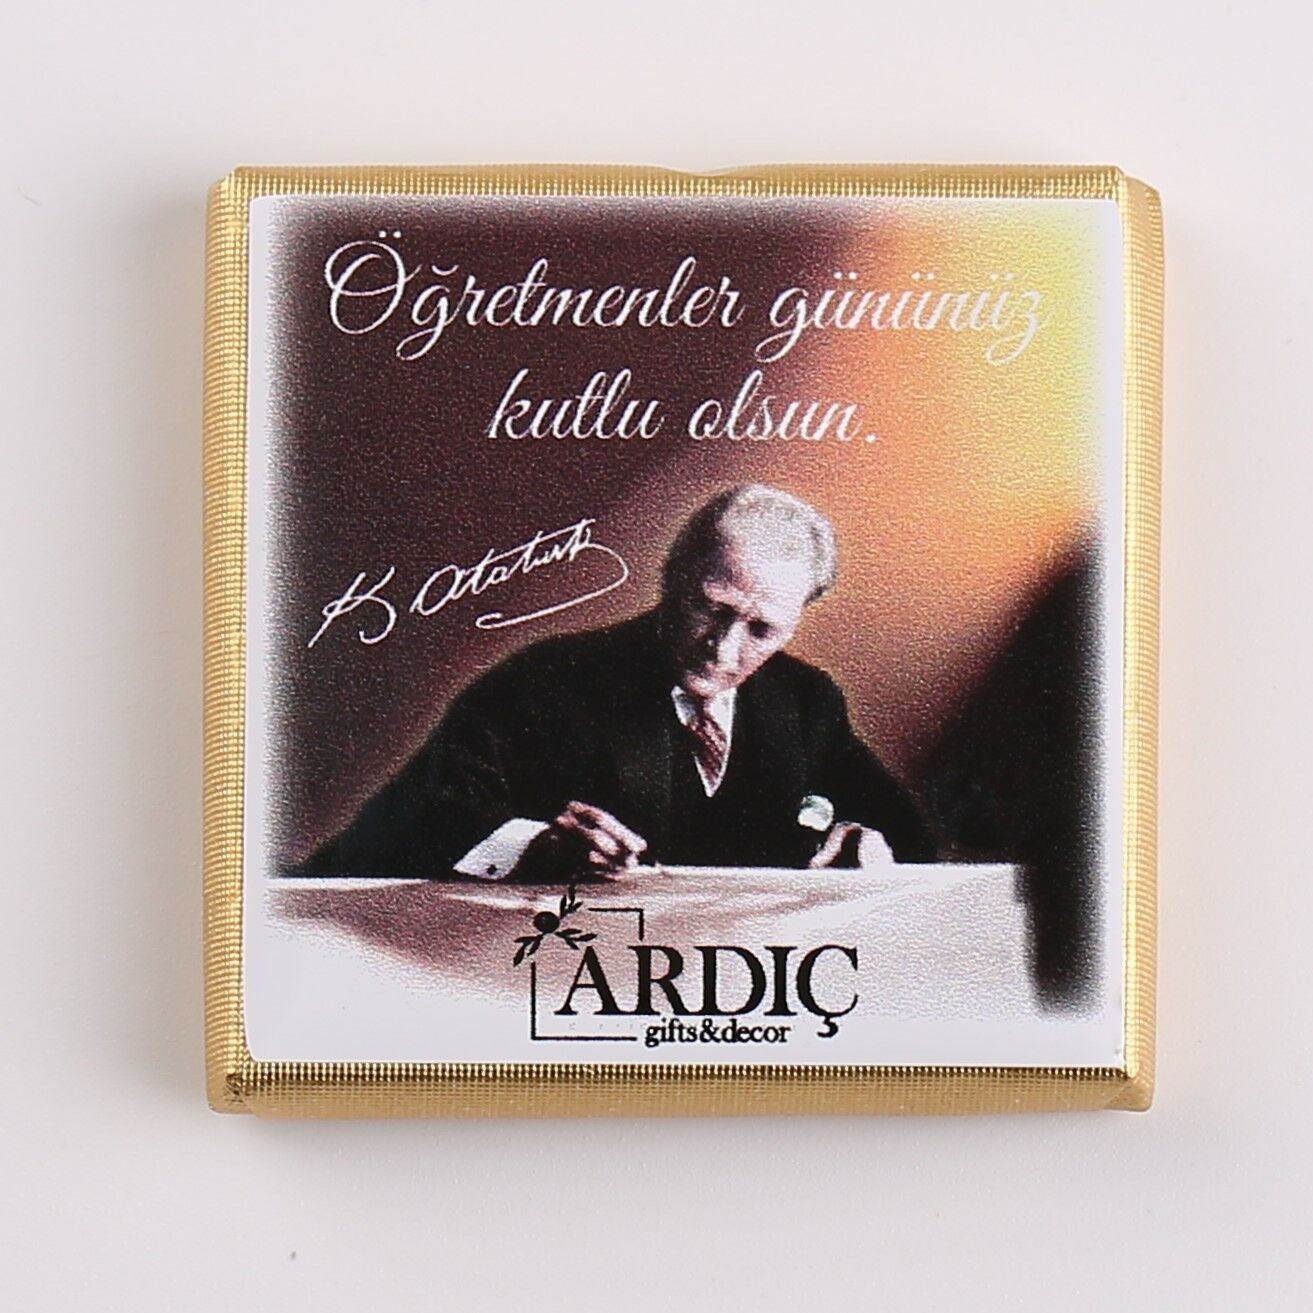 Öğretmenler gününüz
kutlu olsun.
K. Atatürk
ARDIÇ
gifts&decor